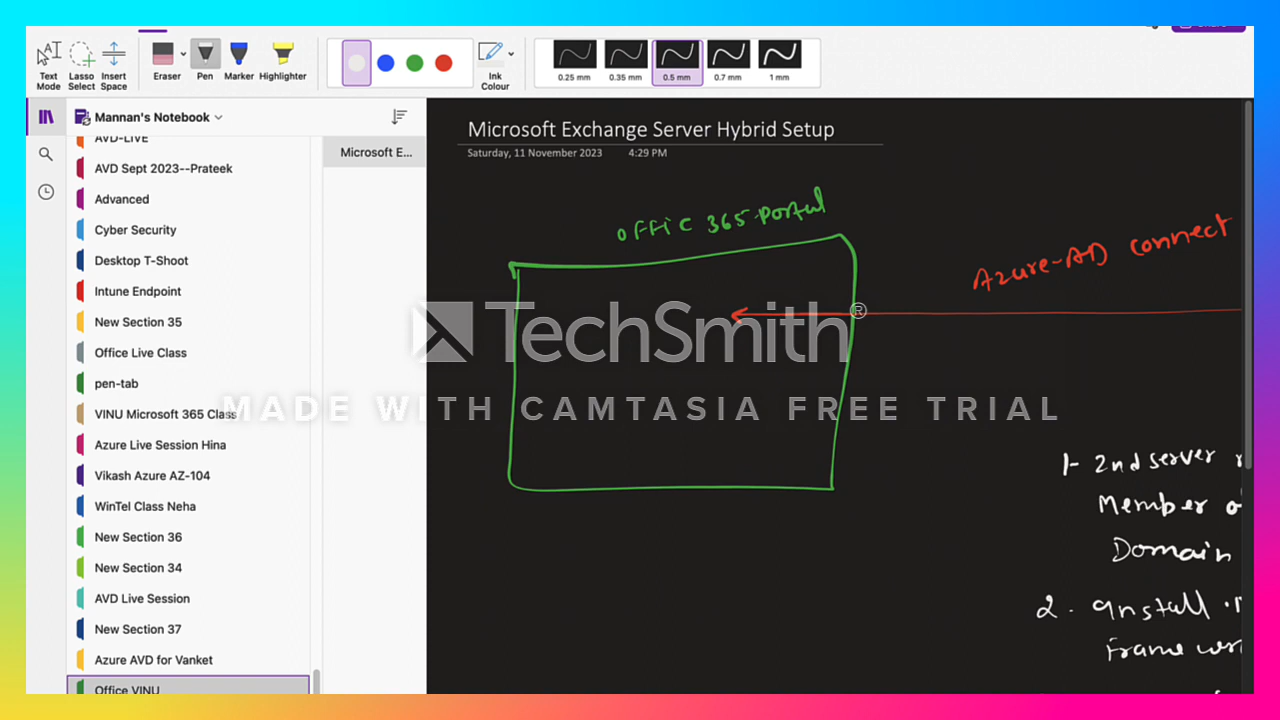 Text
Mode
Lasso
Select
Insert
Space
Eraser
Pen
Marker
Highlighter
Ink
Colour
0.25 mm
0.35 mm
0.5 mm
0.7 mm
1 mm
Mannan's Notebook
AVD-LIVE
AVD Sept 2023--Prateek
Advanced
Cyber Security
Desktop T-Shoot
Intune Endpoint
New Section 35
Office Live Class
pen-tab
VINU Microsoft 365 Class
Azure Live Session Hina
Vikash Azure AZ-104
WinTel Class Neha
New Section 36
New Section 34
AVD Live Session
New Section 37
Azure AVD for Vanket
Office VINU
Microsoft E...
Microsoft Exchange Server Hybrid Setup
Saturday, 11 November 2023 4:29 PM
offic 365 portal
Azure-AD connect
TechSmith®
MADE WITH CAMTASIA FREE TRIAL
1- 2nd server
Member
Domain
2. install
Frame